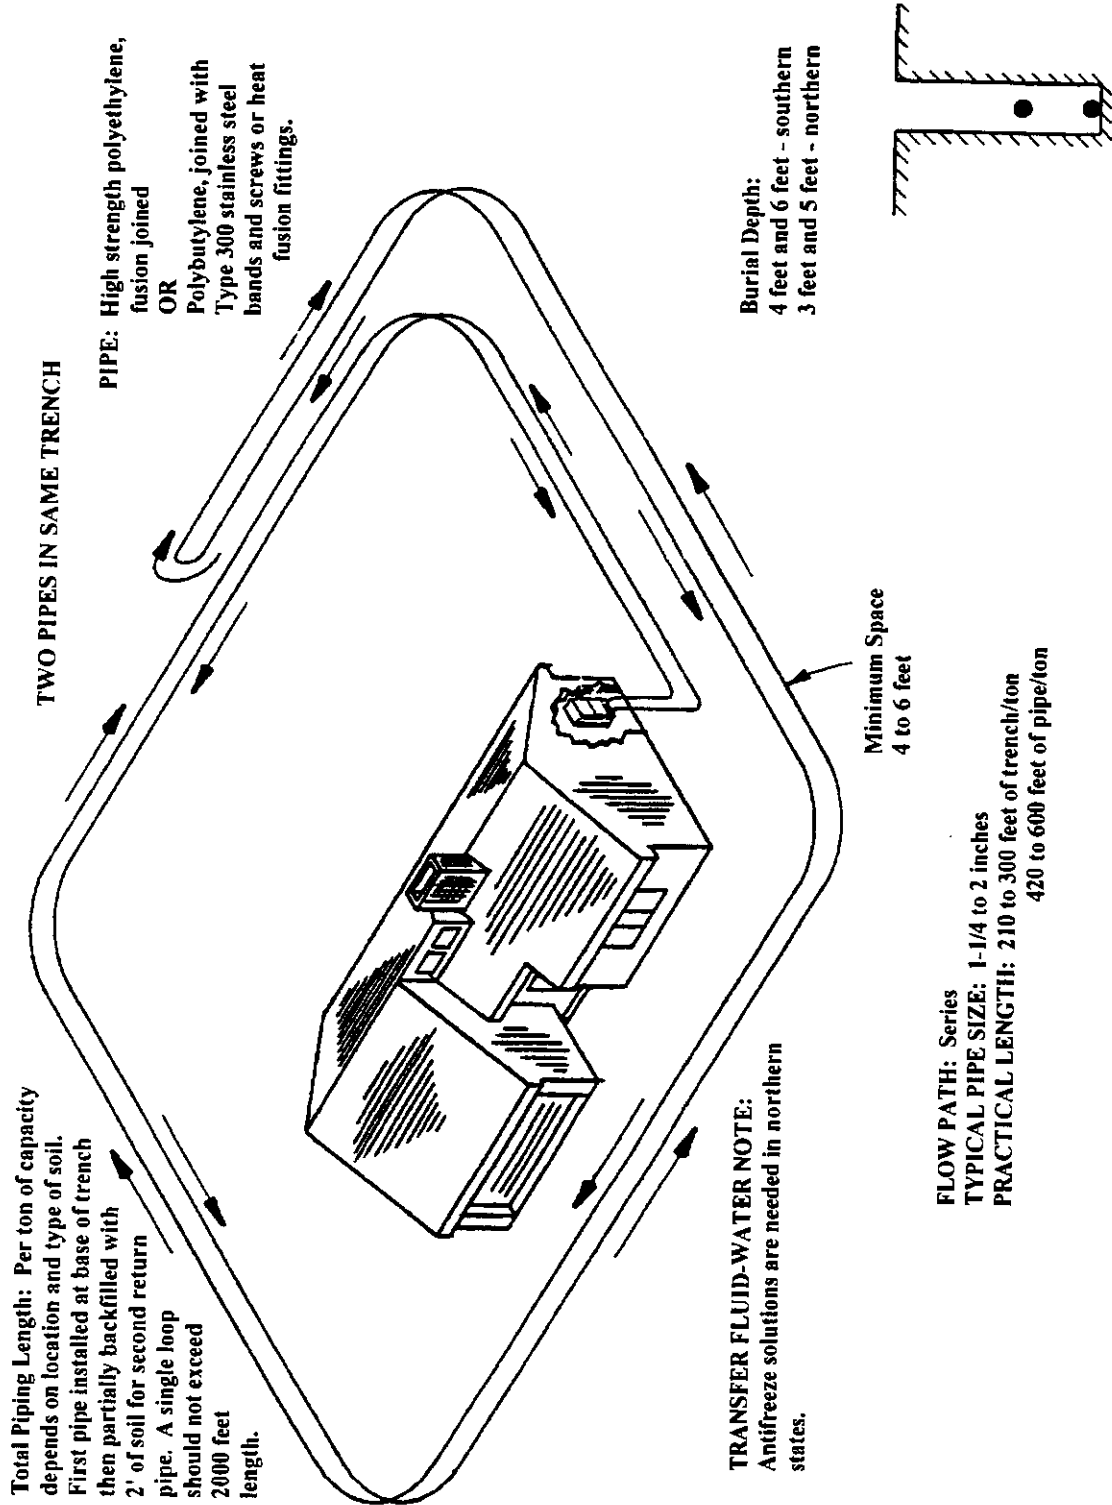 TWO PIPES IN SAME TRENCH
Total Piping Length: Per ton of capacity
depends on location and type of soil.
First pipe installed at base of trench
then partially backfilled with
2' of soil for second return
pipe. A single loop
should not exceed
2000 feet
length.
PIPE: High strength polyethylene,
fusion joined
OR
Polybutylene, joined with
Type 300 stainless steel
bands and screws or heat
fusion fittings.
TRANSFER FLUID-WATER NOTE:
Antifreeze solutions are needed in northern
states.
Minimum Space
4 to 6 feet
Burial Depth:
4 feet and 6 feet - southern
3 feet and 5 feet - northern
FLOW PATH: Series
TYPICAL PIPE SIZE: 1-1/4 to 2 inches
PRACTICAL LENGTH: 210 to 300 feet of trench/ton
420 to 600 feet of pipe/ton